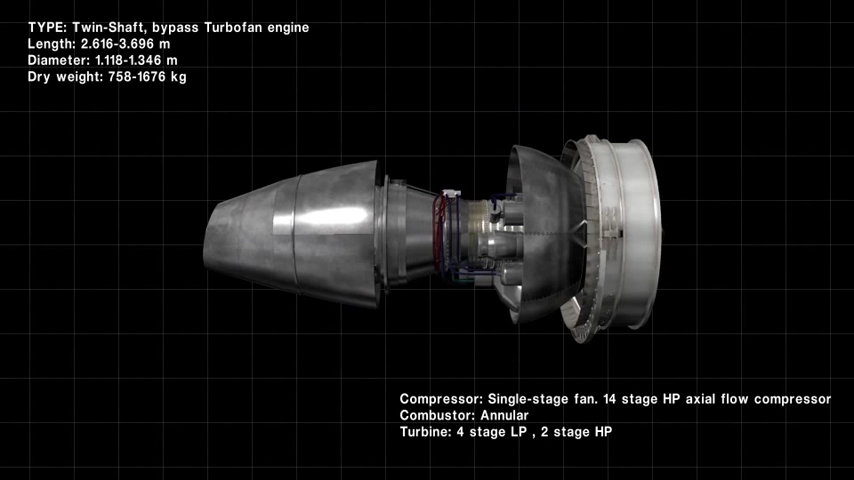 TYPE: Twin-Shaft, bypass Turbofan engine
Length: 2.616-3.696 m
Diameter: 1.118-1.346 m
Dry weight: 758-1676 kg
Compressor: Single-stage fan. 14 stage HP axial flow compressor
Combustor: Annular
Turbine: 4 stage LP , 2 stage HP